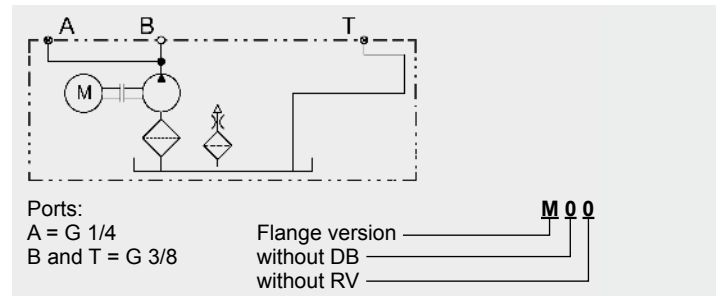 A B T
M
Ports:
A = G 1/4
B and T = G 3/8
M 0 0
Flange version
without DB
without RV